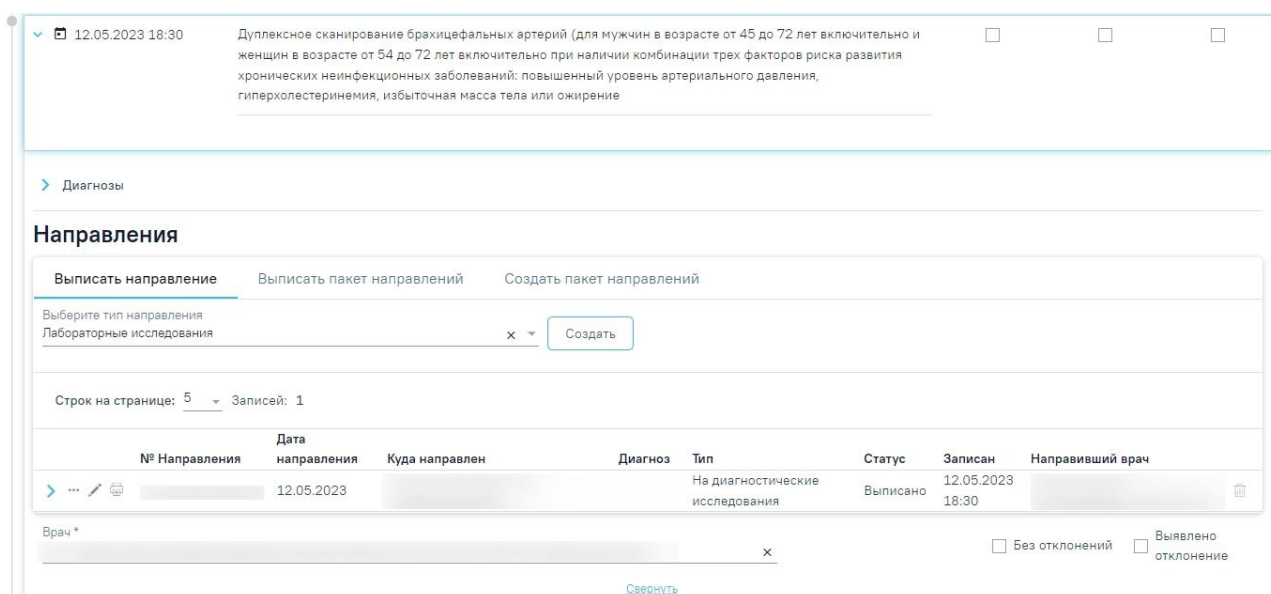 12.05.2023 18:30
Дуплексное сканирование брахицефальных артерий (для мужчин в возрасте от 45 до 72 лет включительно и
женщин в возрасте от 54 до 72 лет включительно при наличии комбинации трех факторов риска развития
хронических неинфекционных заболеваний: повышенный уровень артериального давления,
гиперхолестеринемия, избыточная масса тела или ожирение
Диагнозы
Направления
Выписать направление Выписать пакет направлений Создать пакет направлений
Выберите тип направления
Лабораторные исследования
Создать
Строк на странице: 5 Записей: 1
№ Направления Дата направления Куда направлен Диагноз Тип Статус Записан Направивший врач
12.05.2023 На диагностические исследования Выписано 12.05.2023 18:30
Врач *
Без отклонений Выявлено отклонение
Свернуть